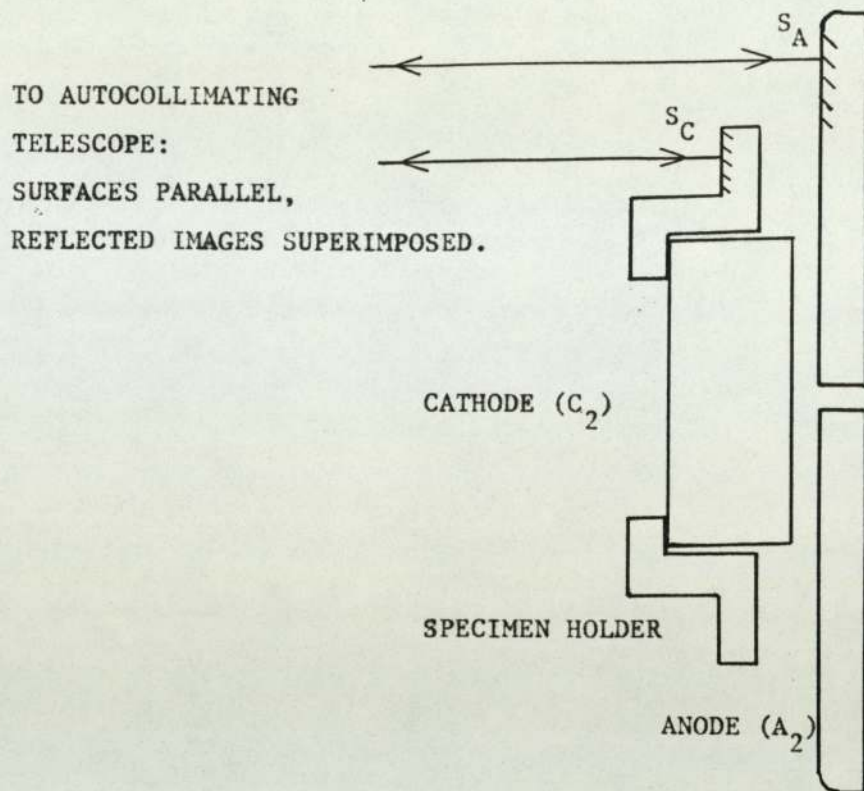 S_A
TO AUTOCOLLIMATING
TELESCOPE:
S_C
SURFACES PARALLEL,
REFLECTED IMAGES SUPERIMPOSED.
CATHODE (C_2)
SPECIMEN HOLDER
ANODE (A_2)